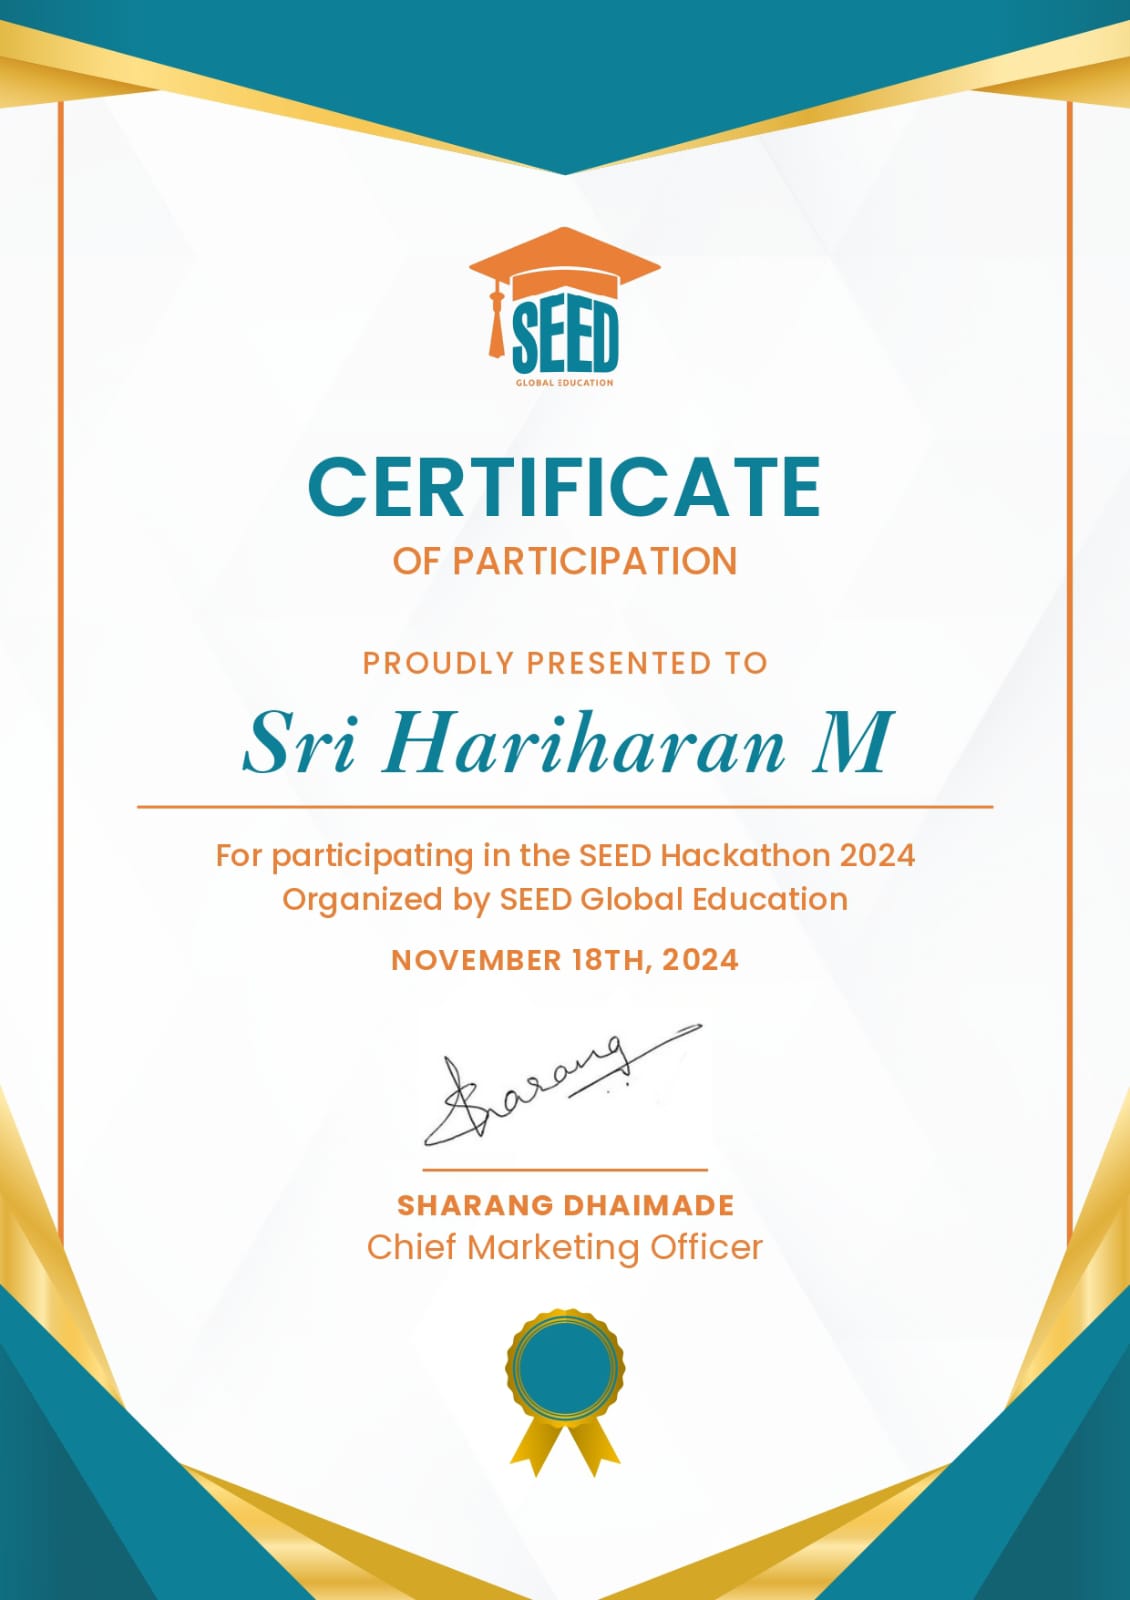 SEED
GLOBAL EDUCATION
CERTIFICATE
OF PARTICIPATION
PROUDLY PRESENTED TO
Sri Hariharan M
For participating in the SEED Hackathon 2024
Organized by SEED Global Education
NOVEMBER 18TH, 2024
Sharang
SHARANG DHAIMADE
Chief Marketing Officer